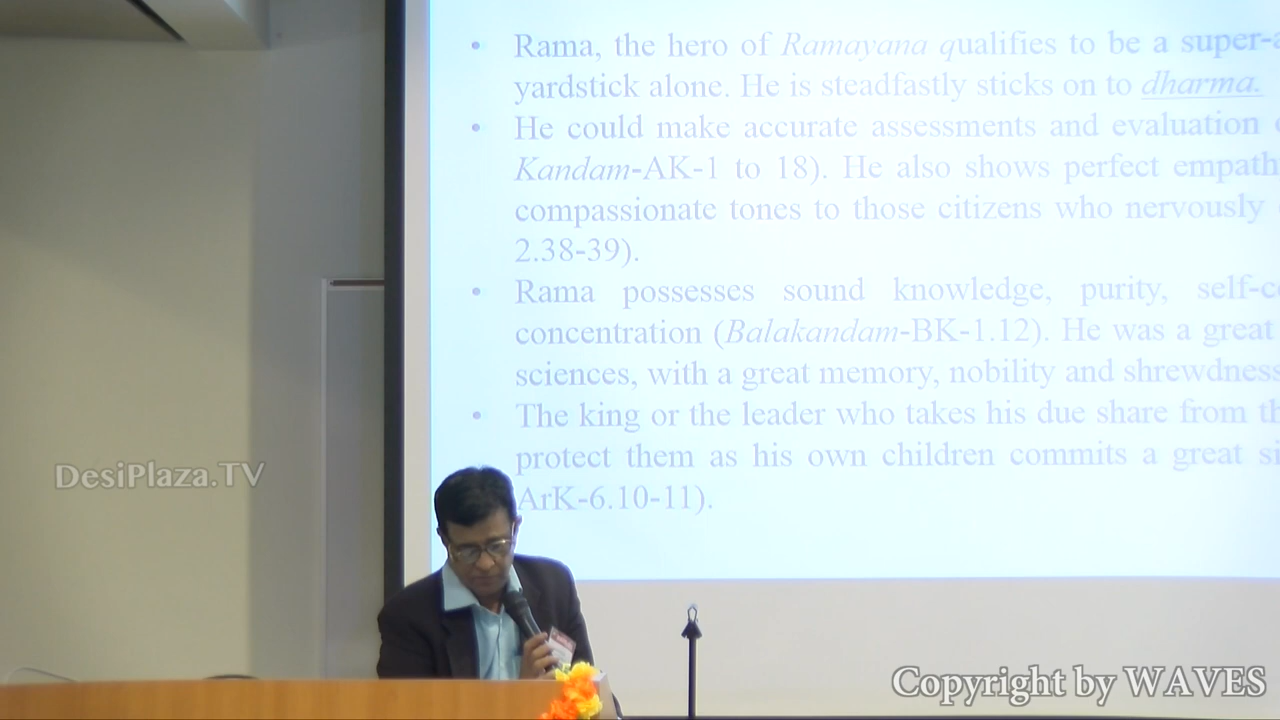 • Rama, the hero of Ramayana qualifies to be a super-a
yardstick alone. He is steadfastly sticks on to dharma.
• He could make accurate assessments and evaluation
Kandam-AK-1 to 18). He also shows perfect empath
compassionate tones to those citizens who nervously (
2.38-39).
• Rama possesses sound knowledge, purity, self-co
concentration (Balakandam-BK-1.12). He was a great
sciences, with a great memory, nobility and shrewdness
• The king or the leader who takes his due share from th
protect them as his own children commits a great si
ArK-6.10-11).
DesiPlaza.TV
Copyright by WAVES